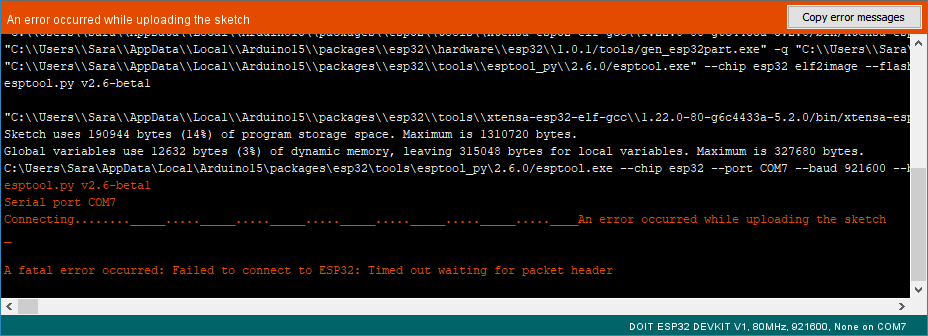 An error occurred while uploading the sketch
Copy error messages
"C:\\Users\\Sara\\AppData\\Local\\Arduino15\\packages\\esp32\\hardware\\esp32\\1.0.1/tools/gen_esp32part.exe" -q "C:\\Users\\Sara\
"C:\\Users\\Sara\\AppData\\Local\\Arduino15\\packages\\esp32\\tools\\esptool_py\\2.6.0/esptool.exe" --chip esp32 elf2image --flash
esptool.py v2.6-beta1
"C:\\Users\\Sara\\AppData\\Local\\Arduino15\\packages\\esp32\\tools\\xtensa-esp32-elf-gcc\\1.22.0-80-g6c4433a-5.2.0/bin/xtensa-esp
Sketch uses 190944 bytes (14%) of program storage space. Maximum is 1310720 bytes.
Global variables use 12632 bytes (3%) of dynamic memory, leaving 315048 bytes for local variables. Maximum is 327680 bytes.
C:\Users\Sara\AppData\Local\Arduino15\packages\esp32\tools\esptool_py\2.6.0/esptool.exe --chip esp32 --port COM7 --baud 921600 --b
esptool.py v2.6-beta1
Serial port COM7
Connecting........_____....._____....._____....._____....._____....._____....._____An error occurred while uploading the sketch
_
A fatal error occurred: Failed to connect to ESP32: Timed out waiting for packet header
DOIT ESP32 DEVKIT V1, 80MHz, 921600, None on COM7